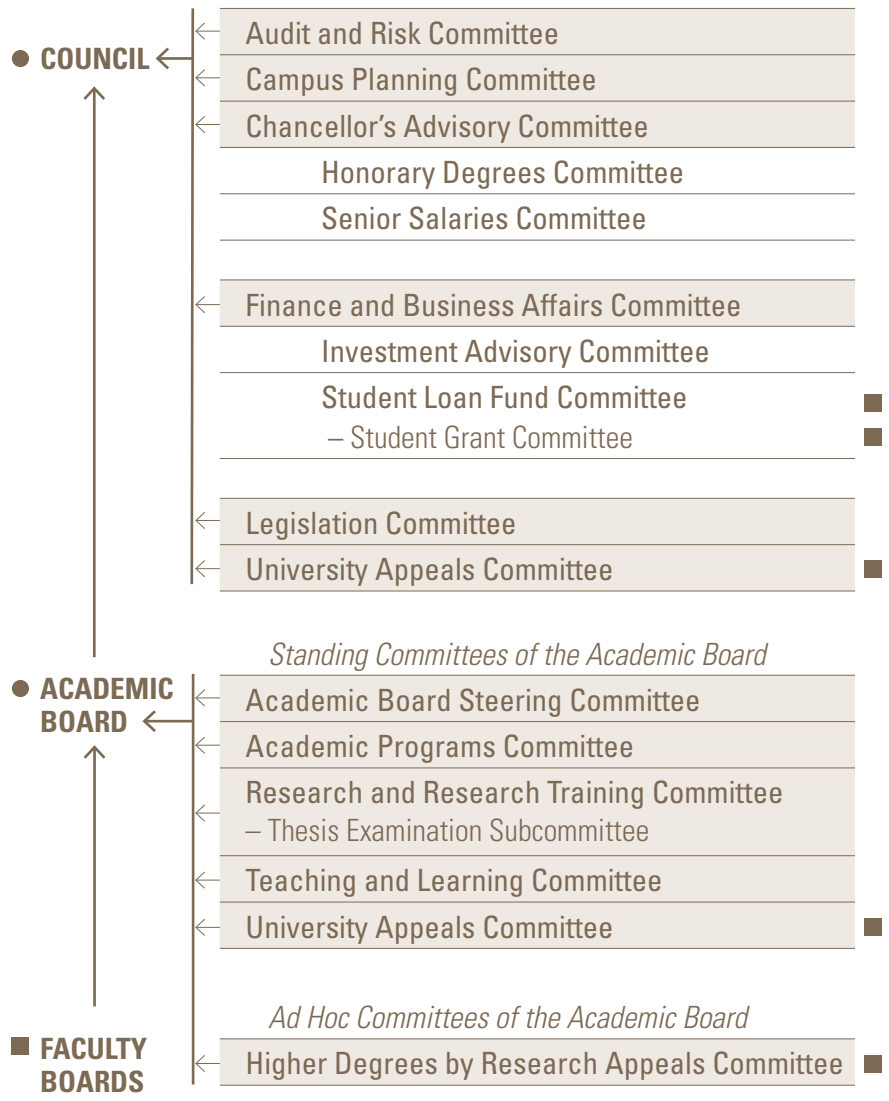 COUNCIL
Audit and Risk Committee
Campus Planning Committee
Chancellor’s Advisory Committee
Honorary Degrees Committee
Senior Salaries Committee
Finance and Business Affairs Committee
Investment Advisory Committee
Student Loan Fund Committee
– Student Grant Committee
Legislation Committee
University Appeals Committee
Standing Committees of the Academic Board
ACADEMIC
BOARD
Academic Board Steering Committee
Academic Programs Committee
Research and Research Training Committee
– Thesis Examination Subcommittee
Teaching and Learning Committee
University Appeals Committee
Ad Hoc Committees of the Academic Board
FACULTY
BOARDS
Higher Degrees by Research Appeals Committee